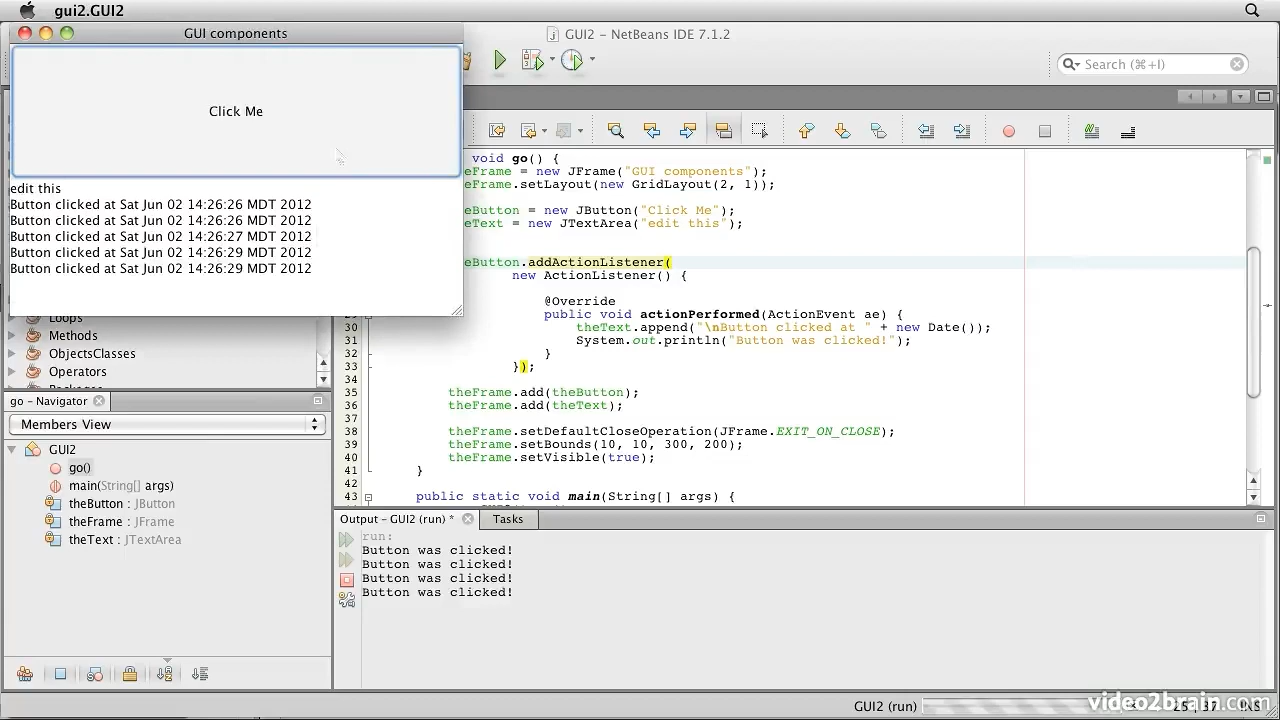 gui2.GUI2
GUI components
GUI2 - NetBeans IDE 7.1.2
Search (⌘+I)
Click Me
edit this
Button clicked at Sat Jun 02 14:26:26 MDT 2012
Button clicked at Sat Jun 02 14:26:26 MDT 2012
Button clicked at Sat Jun 02 14:26:27 MDT 2012
Button clicked at Sat Jun 02 14:26:29 MDT 2012
Button clicked at Sat Jun 02 14:26:29 MDT 2012
void go() {
eFrame = new JFrame("GUI components");
eFrame.setLayout(new GridLayout(2, 1));
eButton = new JButton("Click Me");
eText = new JTextArea("edit this");
eButton.addActionListener(
new ActionListener() {
@Override
public void actionPerformed(ActionEvent ae) {
30 theText.append("\nButton clicked at " + new Date());
31 System.out.println("Button was clicked!");
32 }
33 });
34
35 theFrame.add(theButton);
36 theFrame.add(theText);
37
38 theFrame.setDefaultCloseOperation(JFrame.EXIT_ON_CLOSE);
39 theFrame.setBounds(10, 10, 300, 200);
40 theFrame.setVisible(true);
41 }
42
43 public static void main(String[] args) {
Loops
Methods
ObjectsClasses
Operators
go - Navigator
Members View
GUI2
go()
main(String[] args)
theButton : JButton
theFrame : JFrame
theText : JTextArea
Output - GUI2 (run) *
Tasks
run:
Button was clicked!
Button was clicked!
Button was clicked!
Button was clicked!
GUI2 (run)
video2brain.com
INS